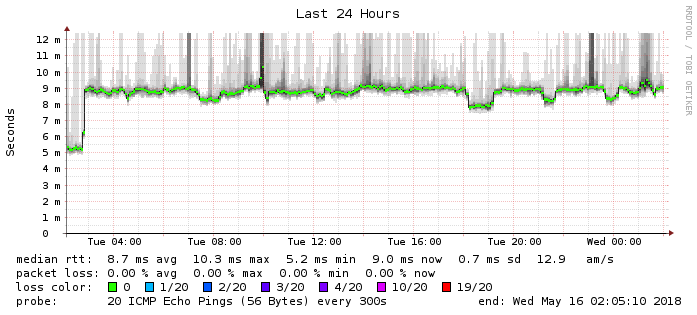 Last 24 Hours
RRDTOOL / TOBI OETIKER
Seconds
12 m
11 m
10 m
9 m
8 m
7 m
6 m
5 m
4 m
3 m
2 m
1 m
0
Tue 04:00 Tue 08:00 Tue 12:00 Tue 16:00 Tue 20:00 Wed 00:00
median rtt: 8.7 ms avg 10.3 ms max 5.2 ms min 9.0 ms now 0.7 ms sd 12.9 am/s
packet loss: 0.00 % avg 0.00 % max 0.00 % min 0.00 % now
loss color: 0 1/20 2/20 3/20 4/20 10/20 19/20
probe: 20 ICMP Echo Pings (56 Bytes) every 300s end: Wed May 16 02:05:10 2018